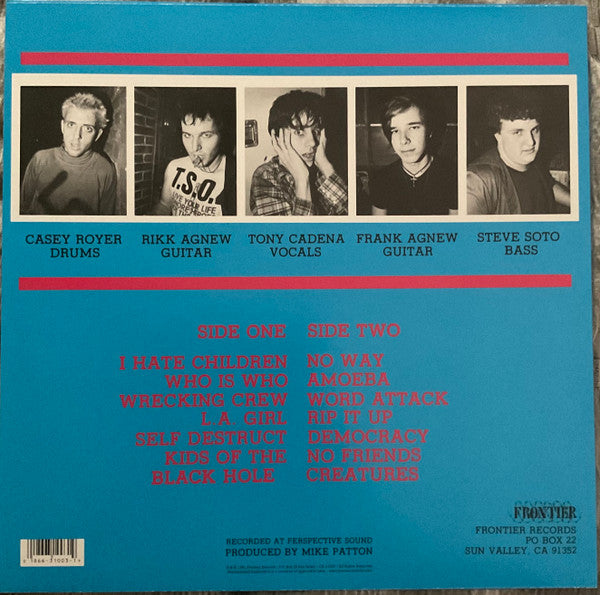 T.S.O.
CASEY ROYER
DRUMS
RIKK AGNEW
GUITAR
TONY CADENA
VOCALS
FRANK AGNEW
GUITAR
STEVE SOTO
BASS
SIDE ONE
I HATE CHILDREN
WHO IS WHO
WRECKING CREW
L.A. GIRL
SELF DESTRUCT
KIDS OF THE
BLACK HOLE
SIDE TWO
NO WAY
AMOEBA
WORD ATTACK
RIP IT UP
DEMOCRACY
NO FRIENDS
CREATURES
RECORDED AT PERSPECTIVE SOUND
PRODUCED BY MIKE PATTON
FRONTIER
FRONTIER RECORDS
PO BOX 22
SUN VALLEY, CA 91352